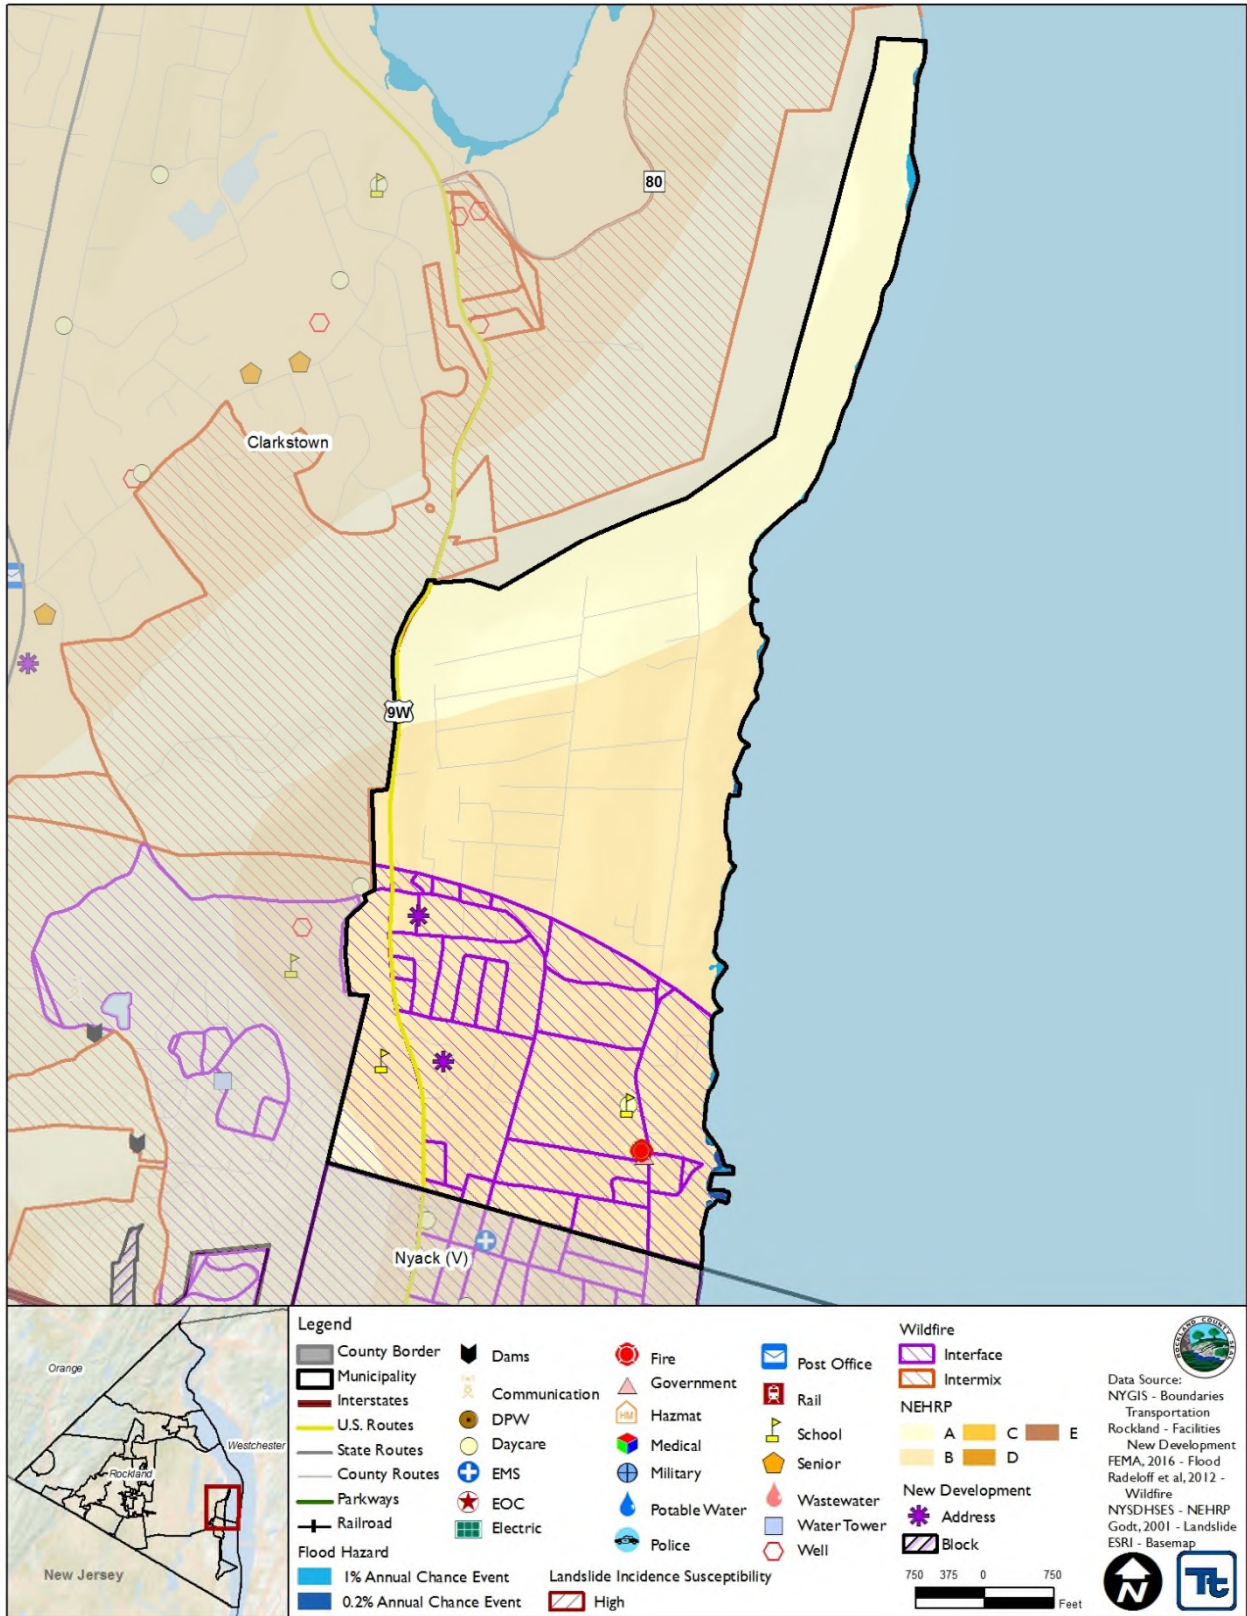 80
Clarkstown
9W
Nyack (V)
Orange
Westchester
Rockland
New Jersey
Legend
County Border
Municipality
Interstates
U.S. Routes
State Routes
County Routes
Parkways
Railroad
Flood Hazard
1% Annual Chance Event
0.2% Annual Chance Event
Dams
Communication
DPW
Daycare
EMS
EOC
Electric
Fire
Government
HM
Hazmat
Medical
Military
Potable Water
Police
Landslide Incidence Susceptibility
High
Post Office
Rail
School
Senior
Wastewater
Water Tower
Well
Wildfire
Interface
Intermix
NEHRP
A C E
B D
New Development
Address
Block
750 375 0 750
Feet
ROCKLAND COUNTY SEAL
Data Source:
NYGIS - Boundaries
Transportation
Rockland - Facilities
New Development
FEMA, 2016 - Flood
Radeloff et al, 2012 -
Wildfire
NYSDHSES - NEHRP
Godt, 2001 - Landslide
ESRI - Basemap
N
Tt